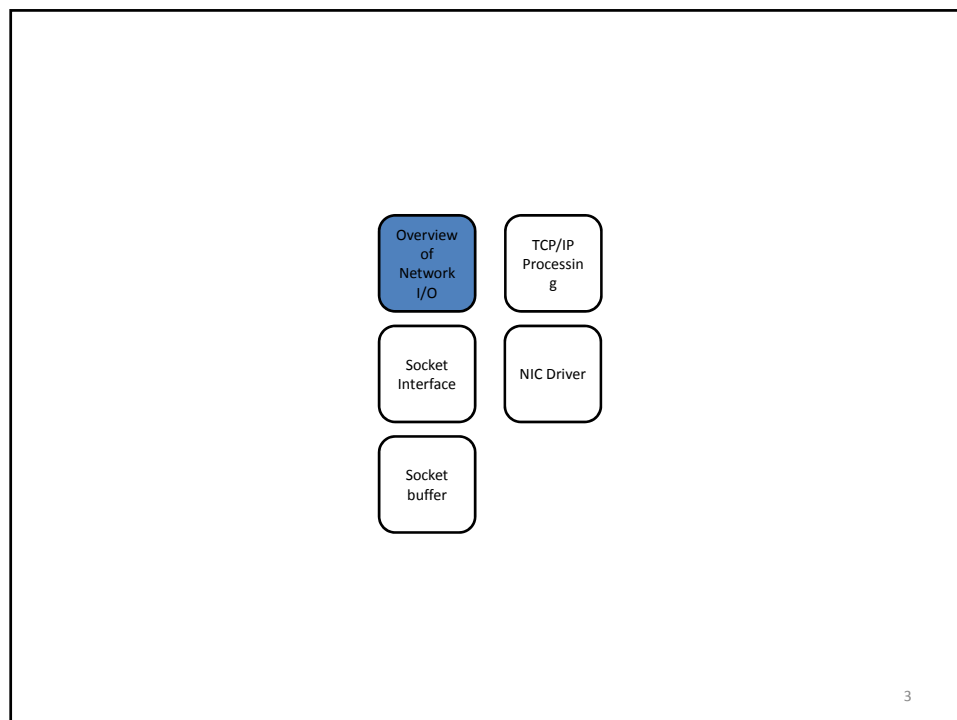 Overview
of
Network
I/O
TCP/IP
Processin
g
Socket
Interface
NIC Driver
Socket
buffer
3